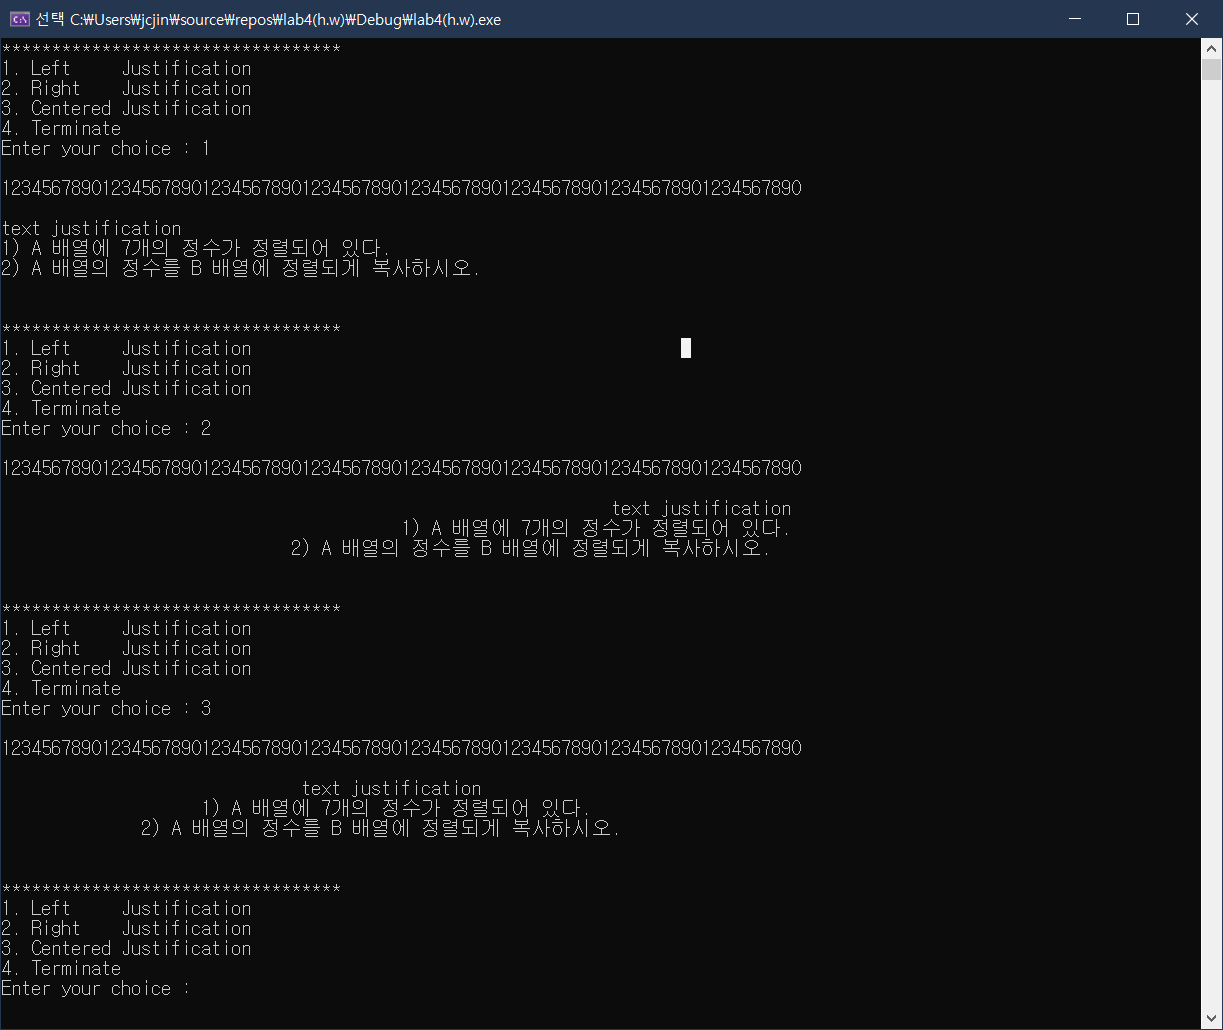 선택 C:₩Users₩jcjin₩source₩repos₩lab4(h.w)₩Debug₩lab4(h.w).exe
**********************************
1. Left     Justification
2. Right    Justification
3. Centered Justification
4. Terminate
Enter your choice : 1
12345678901234567890123456789012345678901234567890123456789012345678901234567890
text justification
1) A 배열에 7개의 정수가 정렬되어 있다.
2) A 배열의 정수를 B 배열에 정렬되게 복사하시오.
**********************************
1. Left     Justification
2. Right    Justification
3. Centered Justification
4. Terminate
Enter your choice : 2
12345678901234567890123456789012345678901234567890123456789012345678901234567890
text justification
1) A 배열에 7개의 정수가 정렬되어 있다.
2) A 배열의 정수를 B 배열에 정렬되게 복사하시오.
**********************************
1. Left     Justification
2. Right    Justification
3. Centered Justification
4. Terminate
Enter your choice : 3
12345678901234567890123456789012345678901234567890123456789012345678901234567890
text justification
1) A 배열에 7개의 정수가 정렬되어 있다.
2) A 배열의 정수를 B 배열에 정렬되게 복사하시오.
**********************************
1. Left     Justification
2. Right    Justification
3. Centered Justification
4. Terminate
Enter your choice :